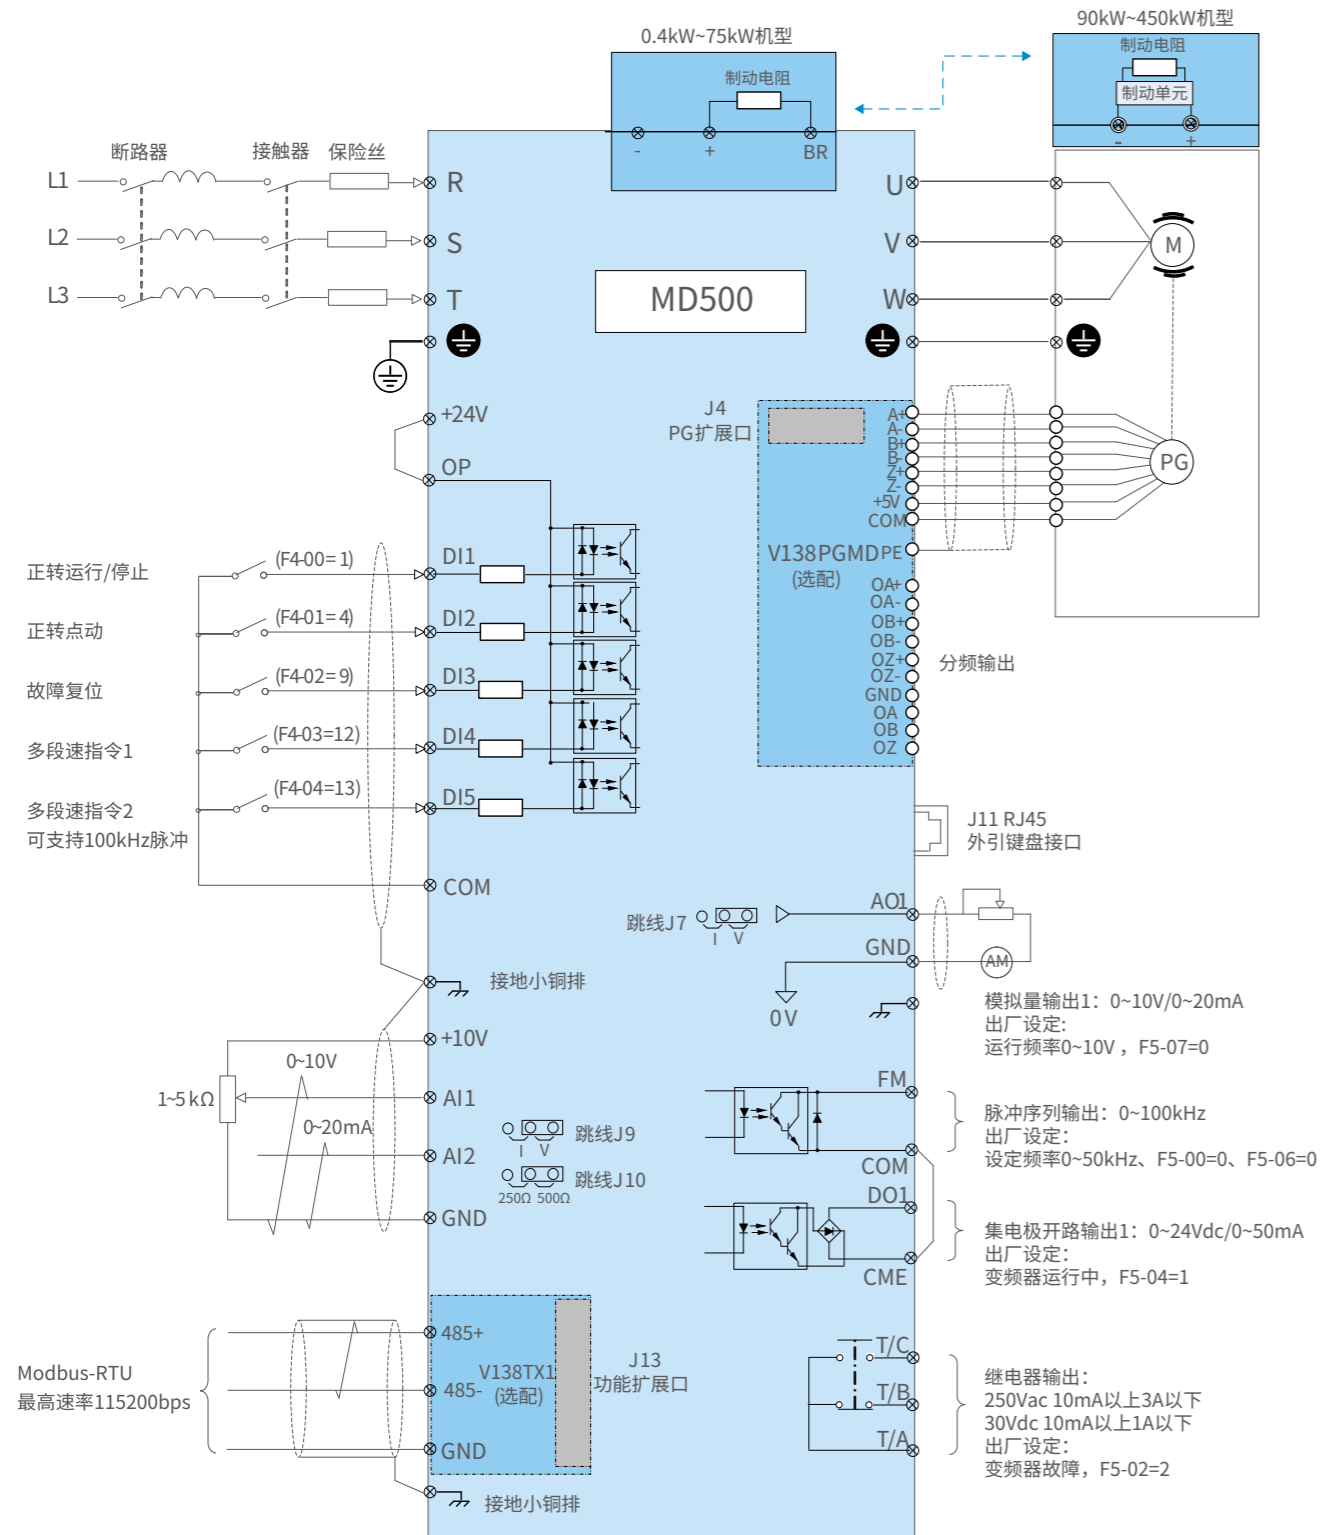 0.4kW~75kW机型
90kW~450kW机型
制动电阻
-
+
BR
制动电阻
制动单元
-
+
断路器
接触器
保险丝
L1
L2
L3
R
S
T
U
V
W
M
MD500
+24V
OP
J4
PG扩展口
A+
A-
B+
B-
Z+
Z-
+5V
COM
PE
V138PGMD
(选配)
OA+
OA-
OB+
OB-
OZ+
OZ-
GND
OA
OB
OZ
PG
分频输出
正转运行/停止
(F4-00=1)
DI1
正转点动
(F4-01=4)
DI2
故障复位
(F4-02=9)
DI3
多段速指令1
(F4-03=12)
DI4
多段速指令2
可支持100kHz脉冲
(F4-04=13)
DI5
COM
J11 RJ45
外引键盘接口
跳线J7
I V
AO1
GND
AM
0V
接地小铜排
模拟量输出1：0~10V/0~20mA
出厂设定:
运行频率0~10V ，F5-07=0
+10V
0~10V
1~5kΩ
AI1
0~20mA
AI2
GND
跳线J9
I V
跳线J10
250Ω 500Ω
FM
COM
脉冲序列输出：0~100kHz
出厂设定：
设定频率0~50kHz、F5-00=0、F5-06=0
DO1
CME
集电极开路输出1：0~24Vdc/0~50mA
出厂设定：
变频器运行中，F5-04=1
Modbus-RTU
最高速率115200bps
485+
485-
GND
V138TX1
(选配)
J13
功能扩展口
接地小铜排
T/C
T/B
T/A
继电器输出：
250Vac 10mA以上3A以下
30Vdc 10mA以上1A以下
出厂设定：
变频器故障，F5-02=2